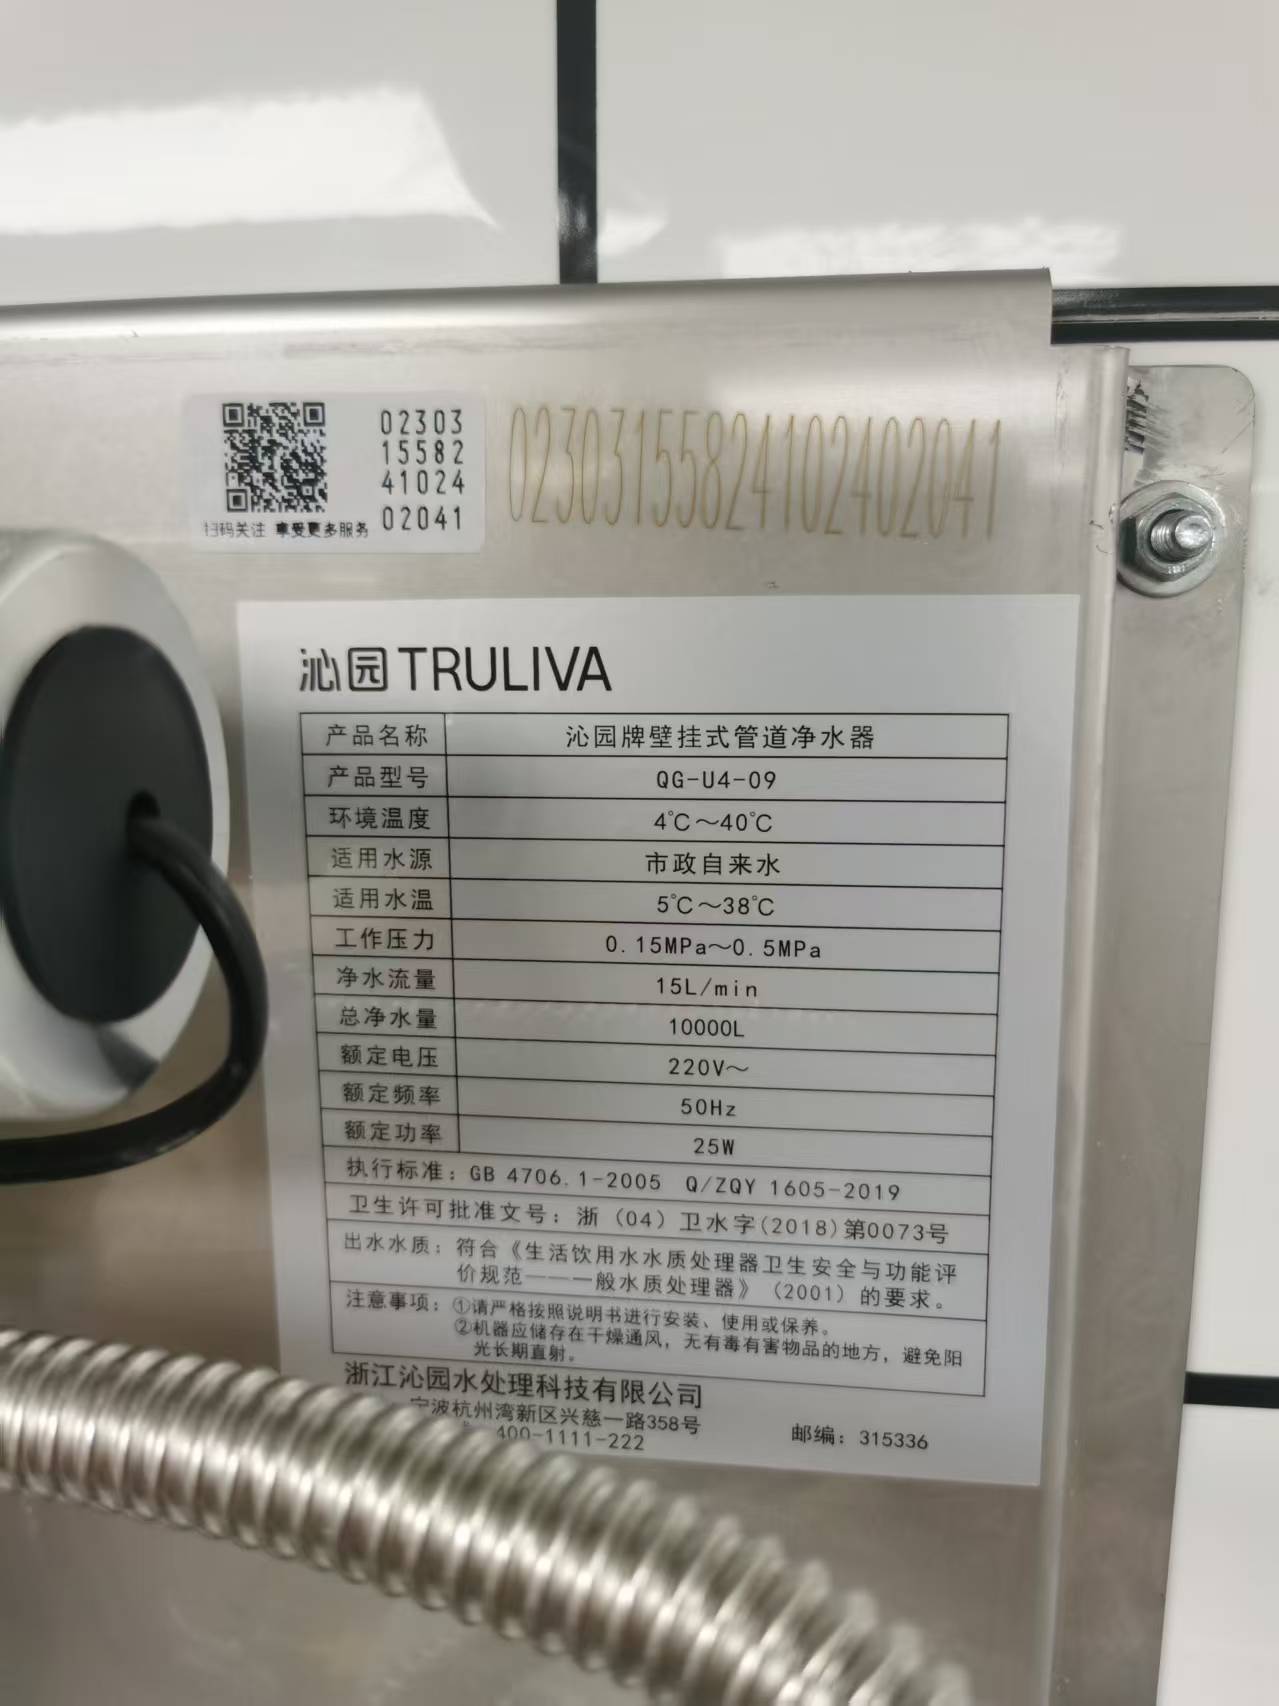 02303
15582
41024
02041
扫码关注 享受更多服务
02303155824102402041
沁园 TRULIVA
产品名称 沁园牌壁挂式管道净水器
产品型号 QG-U4-09
环境温度 4℃～40℃
适用水源 市政自来水
适用水温 5℃～38℃
工作压力 0.15MPa～0.5MPa
净水流量 15L/min
总净水量 10000L
额定电压 220V～
额定频率 50Hz
额定功率 25W
执行标准：GB 4706.1-2005 Q/ZQY 1605-2019
卫生许可批准文号：浙（04）卫水字(2018)第0073号
出水水质：符合《生活饮用水水质处理器卫生安全与功能评
价规范———一般水质处理器》（2001）的要求。
注意事项：①请严格按照说明书进行安装、使用或保养。
②机器应储存在干燥通风，无有毒有害物品的地方，避免阳
光长期直射。
浙江沁园水处理科技有限公司
宁波杭州湾新区兴慈一路358号
400-1111-222 邮编：315336